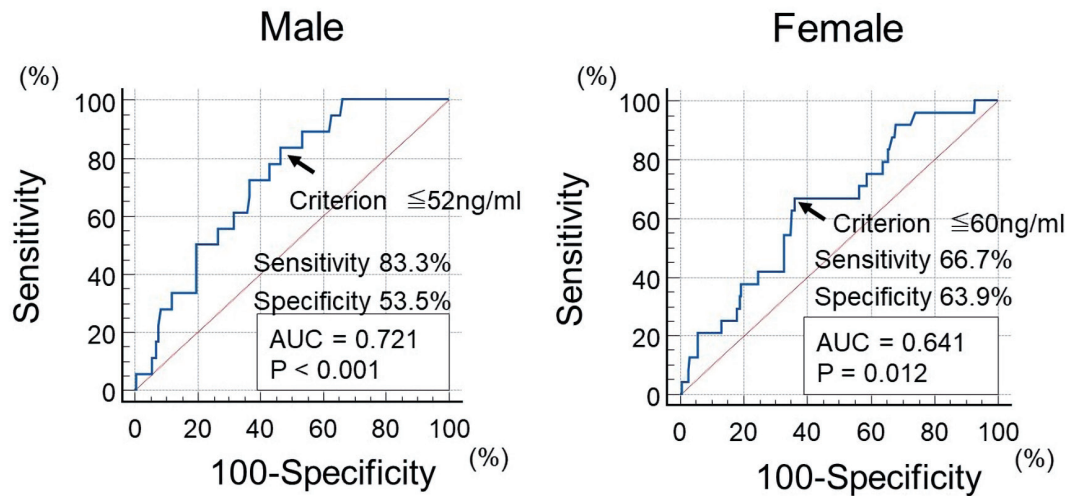 Male
(%)
100
80
60
40
20
0
Sensitivity
Criterion ≦52ng/ml
Sensitivity 83.3%
Specificity 53.5%
AUC = 0.721
P < 0.001
0 20 40 60 80 100
(%)
100-Specificity
Female
(%)
100
80
60
40
20
0
Sensitivity
Criterion ≦60ng/ml
Sensitivity 66.7%
Specificity 63.9%
AUC = 0.641
P = 0.012
0 20 40 60 80 100
(%)
100-Specificity